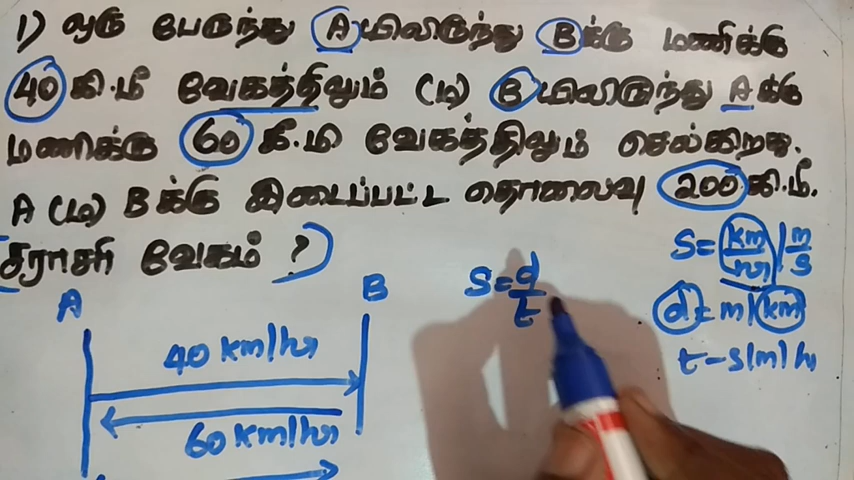 1) ஒரு பேருந்து A யிலிருந்து B க்கு மணிக்கு
40 கி.மீ வேகத்திலும் (ம) B யிலிருந்து A க்கு
மணிக்கு 60 கி.மி வேகத்திலும் செல்கிறது.
A (ம) B க்கு இடைப்பட்ட தொலைவு 200 கி.மீ.
சராசரி வேகம் ?
S = km/hr | m/s
S = d/t
d = m | km
t - s | m | hr
A B
40 km/hr
60 km/hr